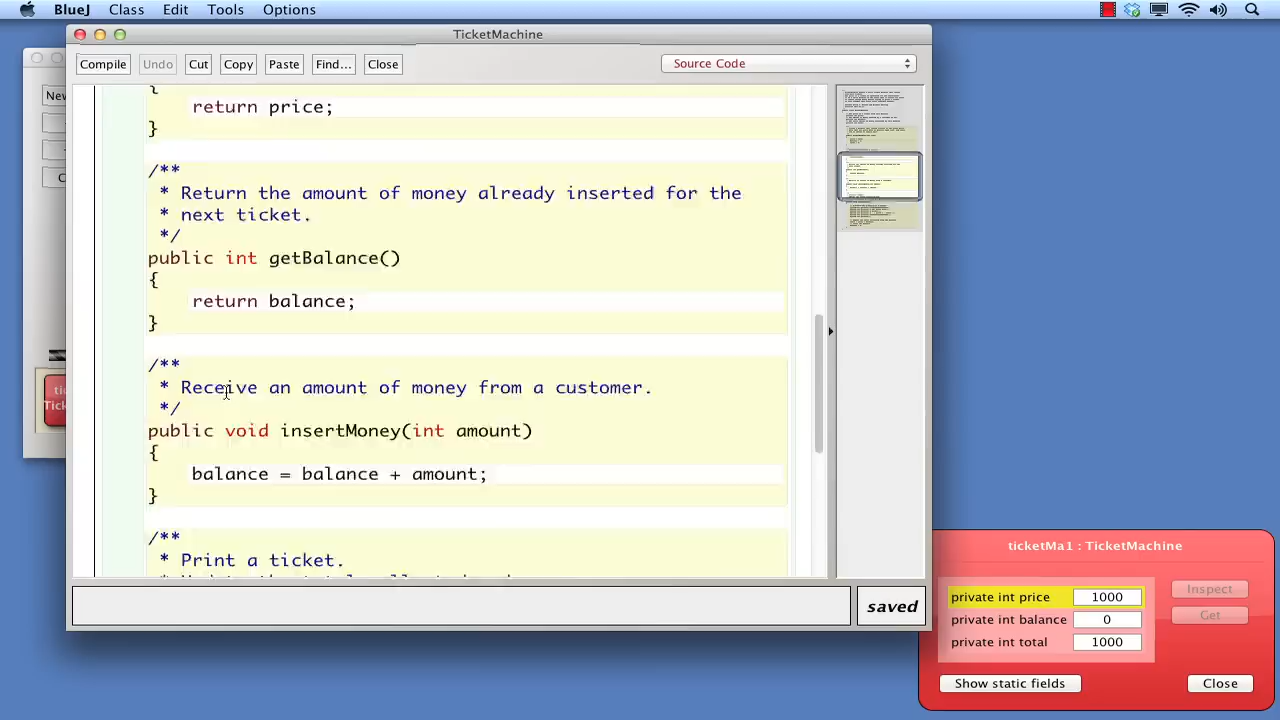 BlueJ Class Edit Tools Options
TicketMachine
Compile Undo Cut Copy Find... Paste Close
Source Code
{
return price;
}
/**
* Return the amount of money already inserted for the
* next ticket.
*/
public int getBalance()
{
return balance;
}
/**
* Receive an amount of money from a customer.
*/
public void insertMoney(int amount)
{
balance = balance + amount;
}
/**
* Print a ticket.
saved
New
C
tic
Tick
ticketMa1 : TicketMachine
private int price 1000
private int balance 0
private int total 1000
Inspect
Get
Show static fields
Close